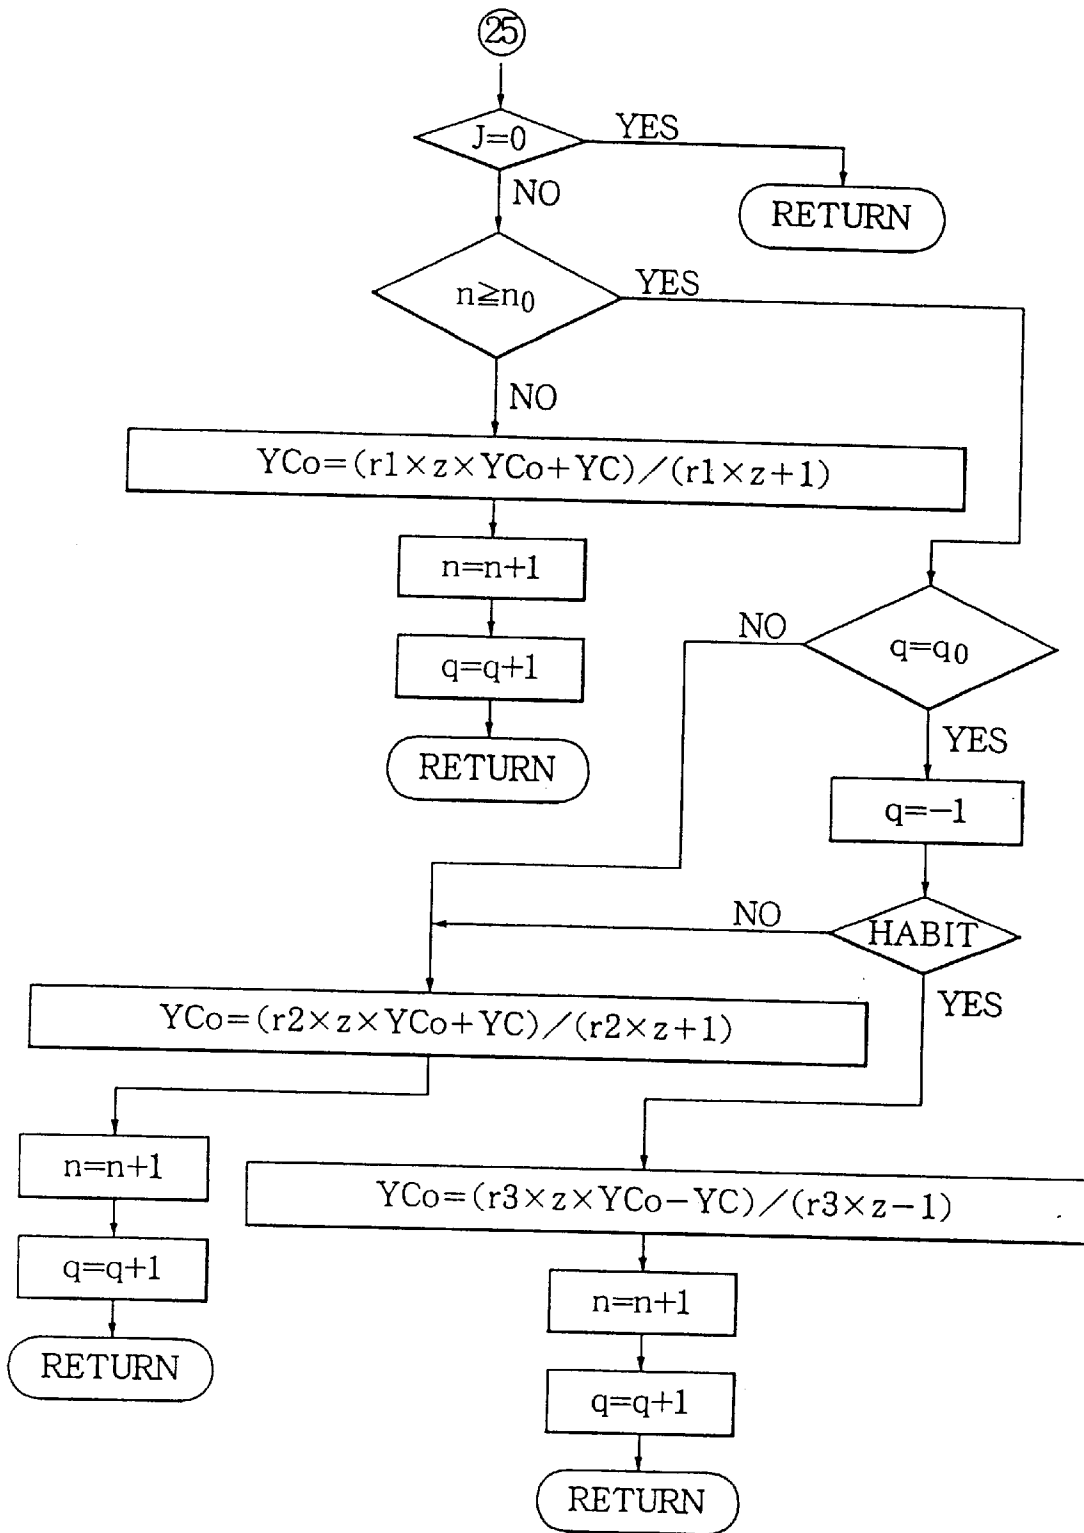 25
J=0
YES
RETURN
NO
n≧n0
YES
NO
YCo=(r1×z×YCo+YC)/(r1×z+1)
n=n+1
q=q+1
RETURN
q=q0
NO
YES
q=−1
HABIT
NO
YES
YCo=(r2×z×YCo+YC)/(r2×z+1)
n=n+1
q=q+1
RETURN
YCo=(r3×z×YCo−YC)/(r3×z−1)
n=n+1
q=q+1
RETURN